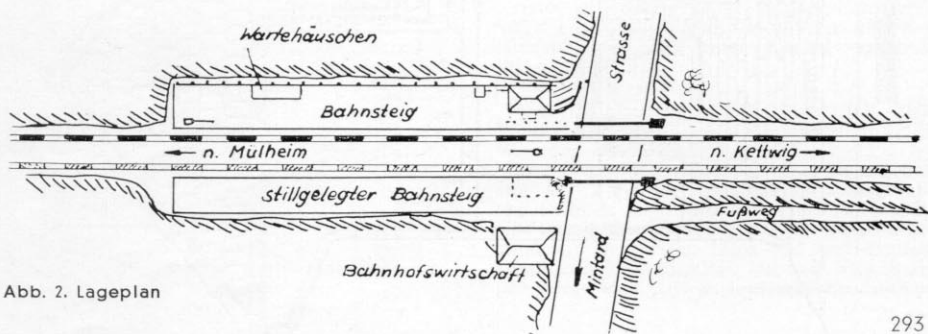 Wartehäuschen
Strasse
Bahnsteig
n. Mülheim
n. Kettwig
Stillgelegter Bahnsteig
Fußweg
Bahnhofswirtschaft
Mintard
Abb. 2. Lageplan
293